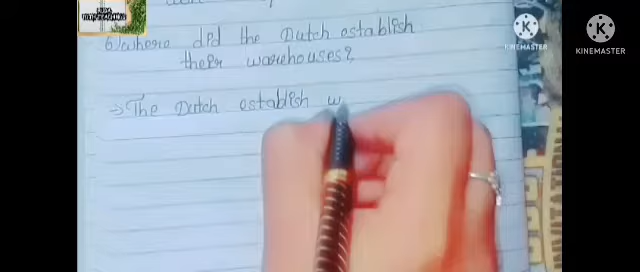 6) where did the Dutch establish
their warehouses?
→ The Dutch establish w
KINEMASTER
KINEMASTER